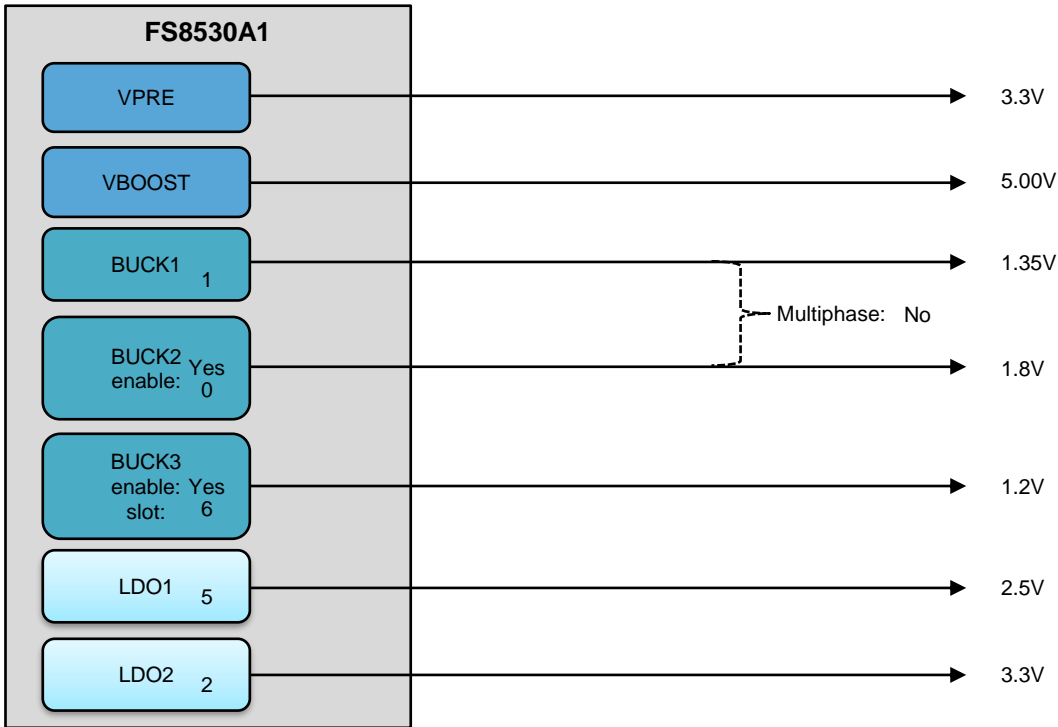 FS8530A1
VPRE
3.3V
VBOOST
5.00V
BUCK1
1
1.35V
Multiphase: No
BUCK2
enable: Yes
0
1.8V
BUCK3
enable: Yes
slot: 6
1.2V
LDO1
5
2.5V
LDO2
2
3.3V